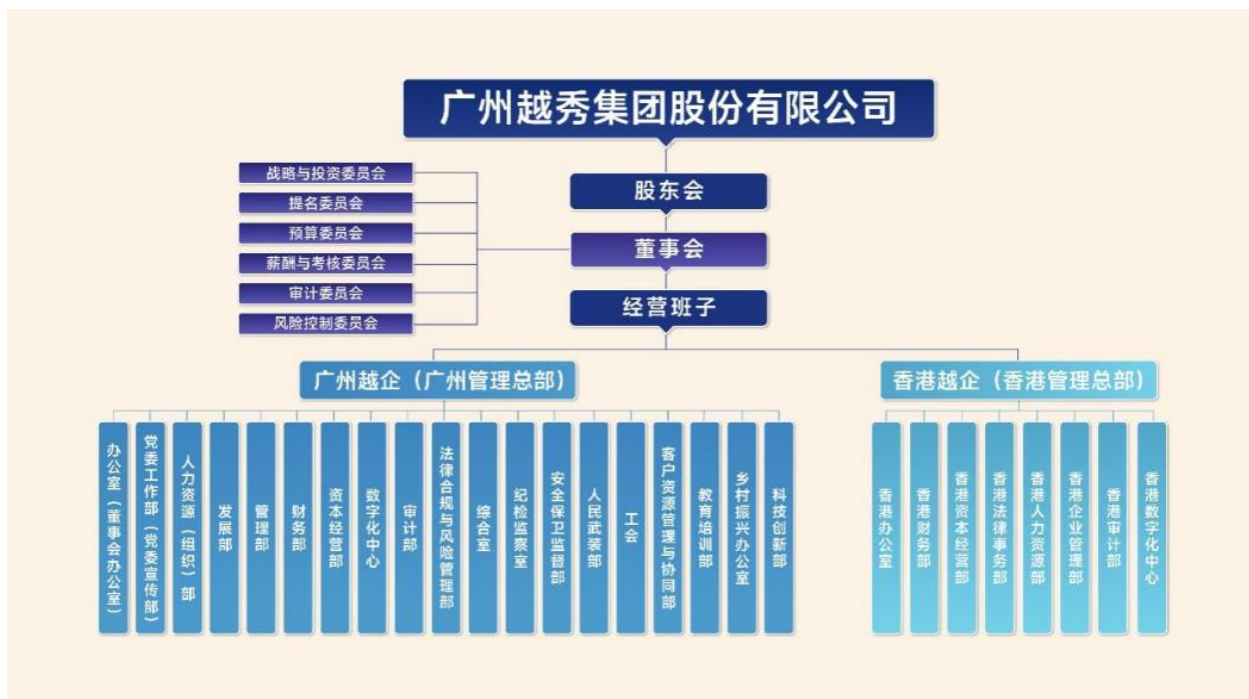 广州越秀集团股份有限公司
股东会
董事会
经营班子
战略与投资委员会
提名委员会
预算委员会
薪酬与考核委员会
审计委员会
风险控制委员会
广州越企（广州管理总部）
办公室（董事会办公室）
党委工作部（党委宣传部）
人力资源（组织）部
发展部
管理部
财务部
资本经营部
数字化中心
审计部
法律合规与风险管理部
综合室
纪检监察室
安全保卫监督部
人民武装部
工会
客户资源管理与协同部
教育培训部
乡村振兴办公室
科技创新部
香港越企（香港管理总部）
香港办公室
香港财务部
香港资本经营部
香港法律事务部
香港人力资源部
香港企业管理部
香港审计部
香港数字化中心